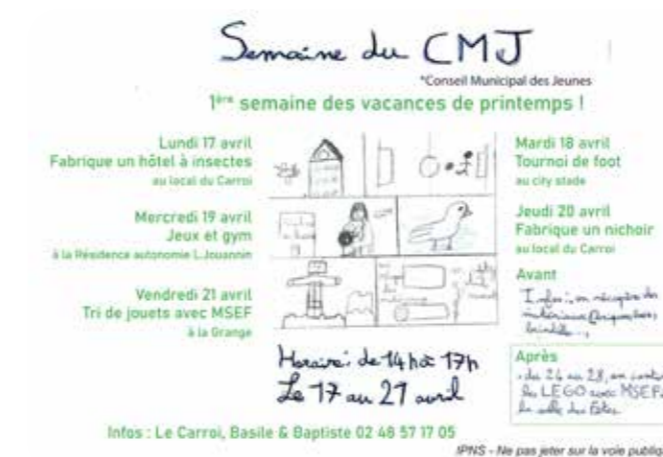 Semaine du CMJ
*Conseil Municipal des Jeunes
1ère semaine des vacances de printemps !
Lundi 17 avril
Fabrique un hôtel à insectes
au local du Carroi
Mardi 18 avril
Tournoi de foot
au city stade
Mercredi 19 avril
Jeux et gym
à la Résidence autonomie L.Jouannin
Jeudi 20 avril
Fabrique un nichoir
au local du Carroi
Vendredi 21 avril
Tri de jouets avec MSEF
à la Grange
Avant
Infos : on récupère des
Horaire : de 14h à 17h
Le 17 au 21 avril
Après
du 24 au 28, on
LEGO avec MSEF
Infos : Le Carroi, Basile & Baptiste 02 48 57 17 05
IPNS - Ne pas jeter sur la voie publiq